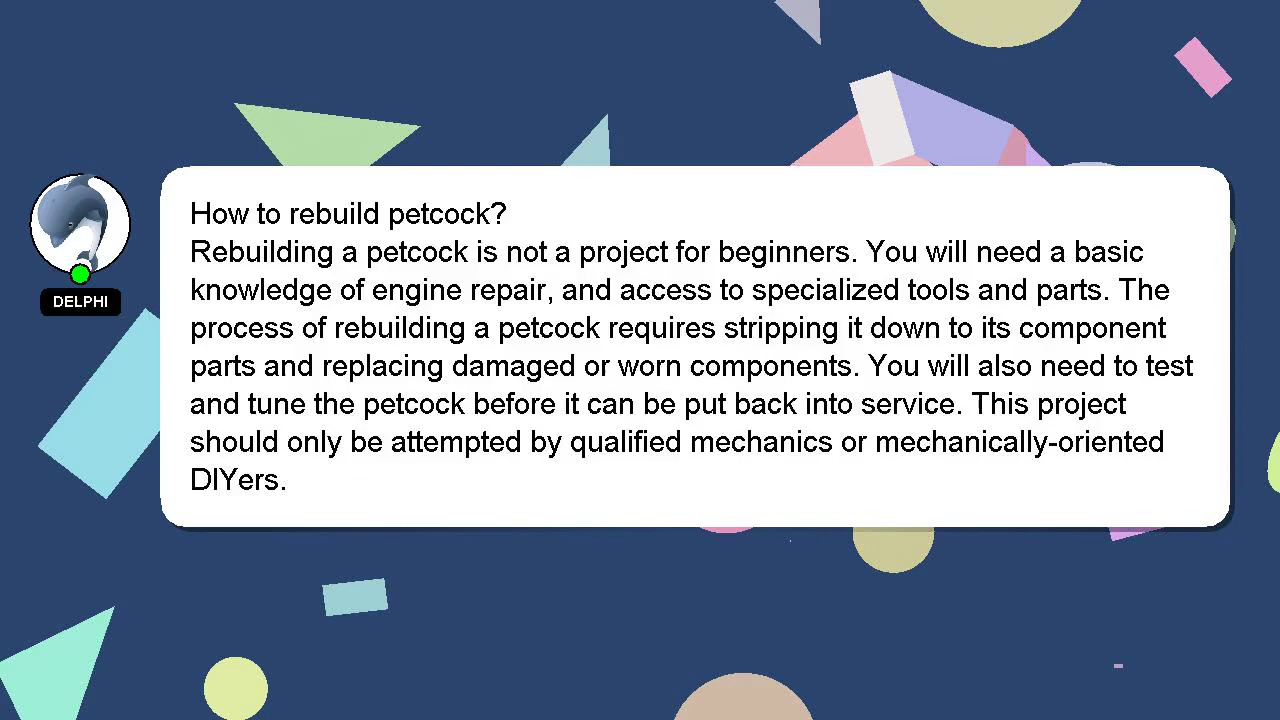 How to rebuild petcock?
Rebuilding a petcock is not a project for beginners. You will need a basic
knowledge of engine repair, and access to specialized tools and parts. The
process of rebuilding a petcock requires stripping it down to its component
parts and replacing damaged or worn components. You will also need to test
and tune the petcock before it can be put back into service. This project
should only be attempted by qualified mechanics or mechanically-oriented
DIYers.
DELPHI